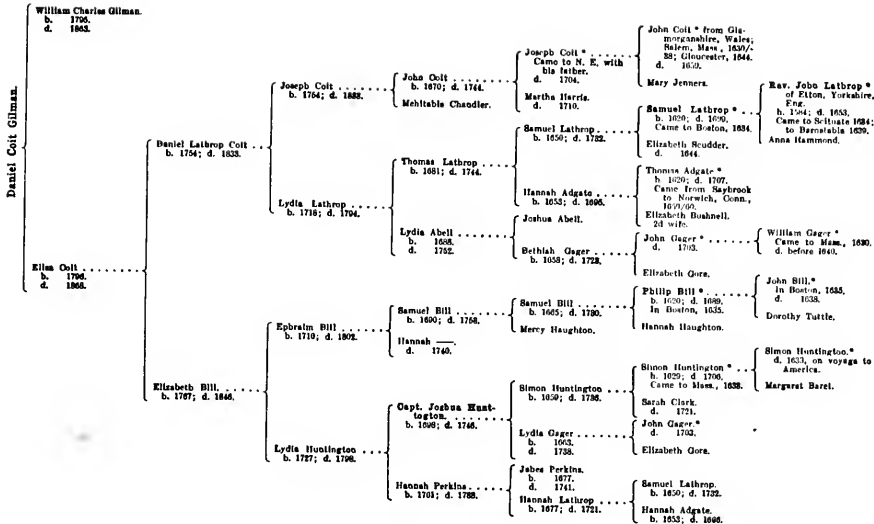 Daniel Coit Gilman.
William Charles Gilman.
b. 1795.
d. 1863.
Eliza Coit
b. 1796.
d. 1868.
Daniel Lathrop Coit
b. 1754; d. 1833.
Elizabeth Bill.
b. 1767; d. 1846.
Joseph Coit
b. 1754; d. 1838.
Lydia Lathrop
b. 1718; d. 1794.
Ephraim Bill
b. 1710; d. 1802.
Lydia Huntington
b. 1727; d. 1798.
John Coit
b. 1670; d. 1744.
Mehitable Chandler.
Thomas Lathrop
b. 1681; d. 1744.
Lydia Abell
b. 1688.
d. 1752.
Samuel Bill
b. 1690; d. 1758.
Hannah ——.
d. 1740.
Capt. Joshua Hunt-
tington.
b. 1698; d. 1746.
Hannah Perkins
b. 1701; d. 1788.
Joseph Coit *
Came to N. E. with
his father.
d. 1704.
Martha Harris.
d. 1710.
Samuel Lathrop
b. 1650; d. 1732.
Hannah Adgate
b. 1653; d. 1696.
Joshua Abell.
Bethiah Gager
b. 1658; d. 1723.
Samuel Bill
b. 1665; d. 1730.
Mercy Haughton.
Simon Huntington
b. 1659; d. 1736.
Lydia Gager
b. 1663.
d. 1738.
Jabez Perkins.
b. 1677.
d. 1741.
Hannah Lathrop
b. 1677; d. 1721.
John Coit * from Gla-
morganshire, Wales;
Salem, Mass., 1630/-
38; Gloucester, 1644.
d. 1659.
Mary Jenners.
Samuel Lathrop *
b. 1620; d. 1699.
Came to Boston, 1634.
Elizabeth Scudder.
d. 1644.
Thomas Adgate *
b. 1620; d. 1707.
Came from Saybrook
to Norwich, Conn.,
1659/60.
Elizabeth Bushnell.
2d wife.
John Gager *
d. 1703.
Elizabeth Gore.
Philip Bill *
b. 1620; d. 1689.
In Boston, 1635.
Hannah Haughton.
Simon Huntington *
b. 1629; d. 1706.
Came to Mass., 1633.
Sarah Clark.
d. 1721.
John Gager.*
d. 1703.
Elizabeth Gore.
Samuel Lathrop.
b. 1650; d. 1732.
Hannah Adgate.
b. 1653; d. 1696.
Rev. John Lathrop *
of Etton, Yorkshire,
Eng.
b. 1584; d. 1653.
Came to Scituate 1634;
to Barnstable 1639.
Anna Hammond.
William Gager *
Came to Mass., 1630.
d. before 1640.
John Bill.*
In Boston, 1635.
d. 1638.
Dorothy Tuttle.
Simon Huntington.*
d. 1633, on voyage to
America.
Margaret Baret.